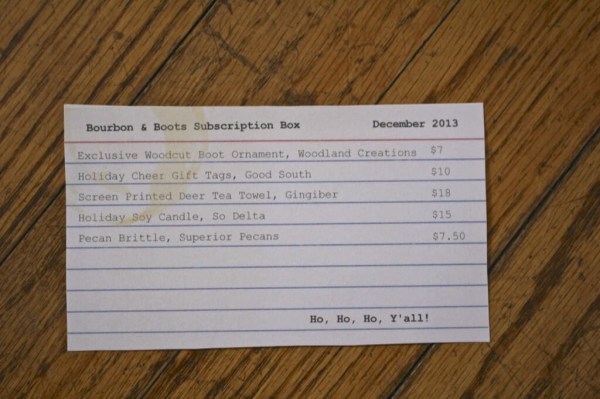 Bourbon & Boots Subscription Box December 2013
Exclusive Woodcut Boot Ornament, Woodland Creations $7
Holiday Cheer Gift Tags, Good South $10
Screen Printed Deer Tea Towel, Gingiber $18
Holiday Soy Candle, So Delta $15
Pecan Brittle, Superior Pecans $7.50
Ho, Ho, Ho, Y'all!